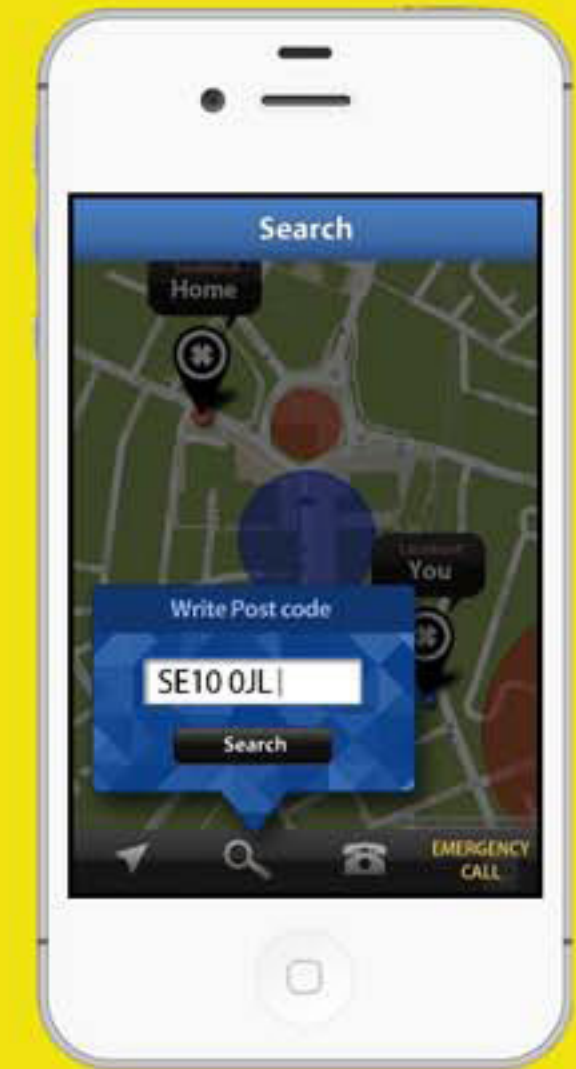 Search
Home
You
Write Post code
SE10 0JL
Search
EMERGENCY
CALL